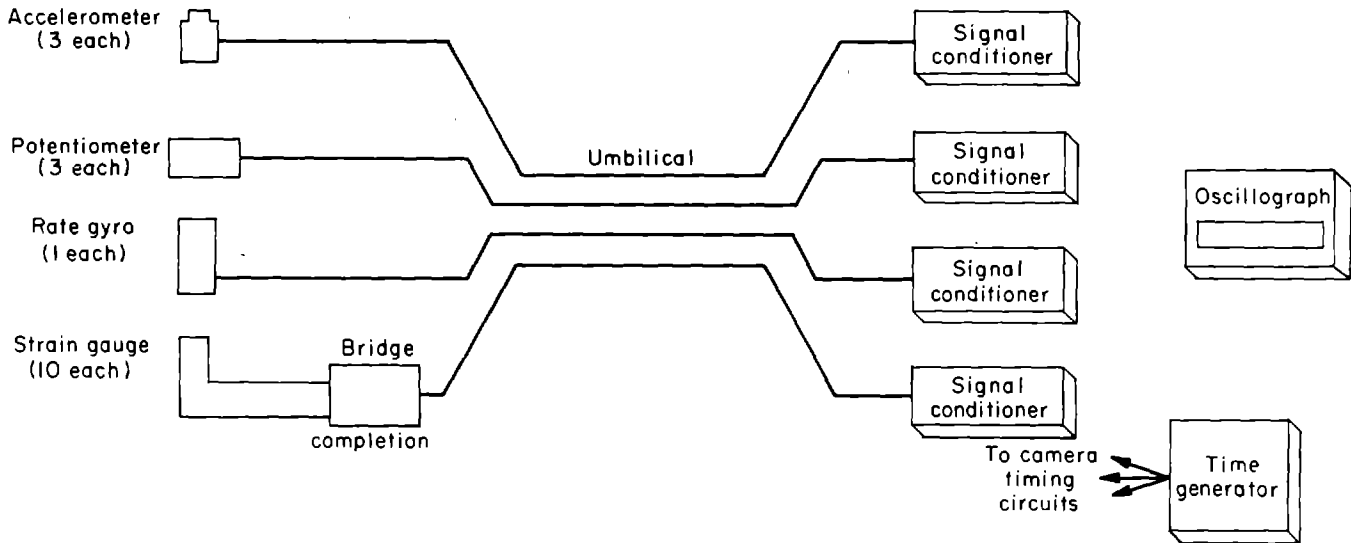 Accelerometer
(3 each)
Signal
conditioner
Potentiometer
(3 each)
Umbilical
Signal
conditioner
Oscillograph
Rate gyro
(1 each)
Signal
conditioner
Strain gauge
(10 each)
Bridge
completion
Signal
conditioner
To camera
timing
circuits
Time
generator